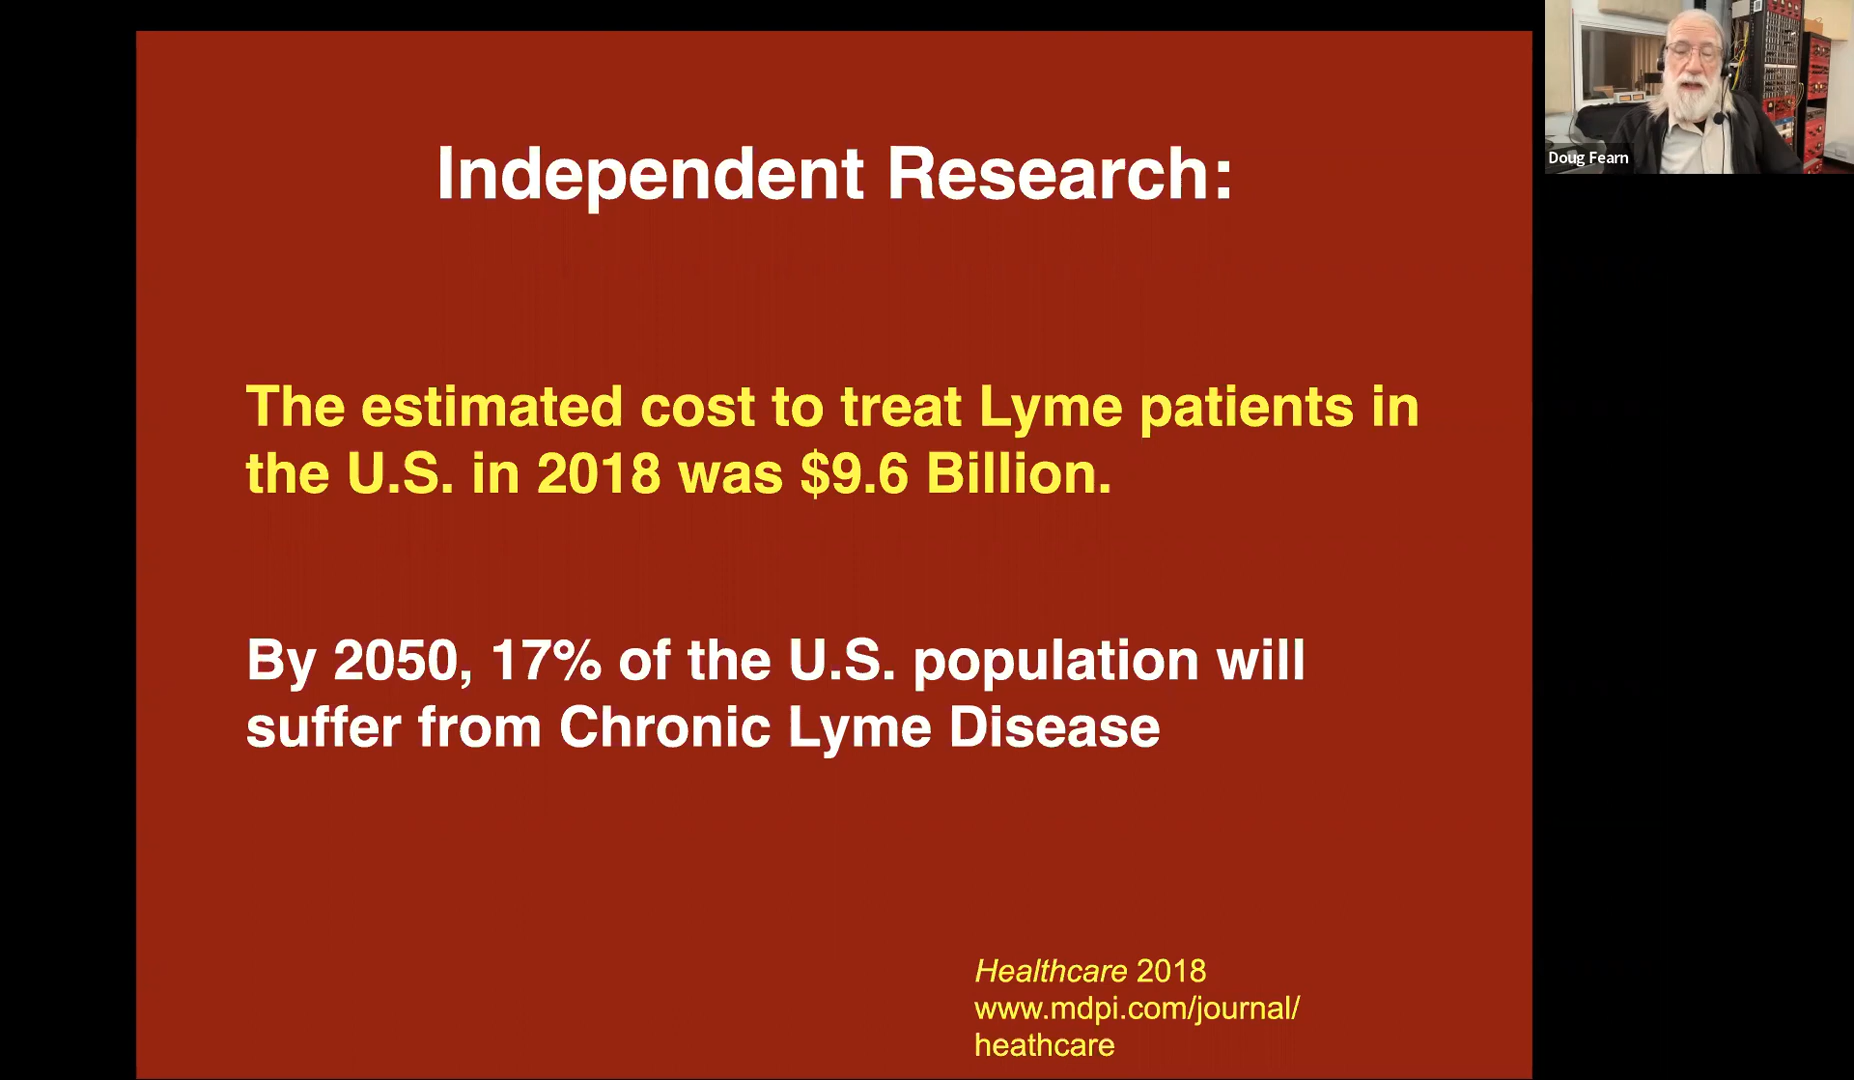 Independent Research:
The estimated cost to treat Lyme patients in
the U.S. in 2018 was $9.6 Billion.
By 2050, 17% of the U.S. population will
suffer from Chronic Lyme Disease
Healthcare 2018
www.mdpi.com/journal/
heathcare
Doug Fearn